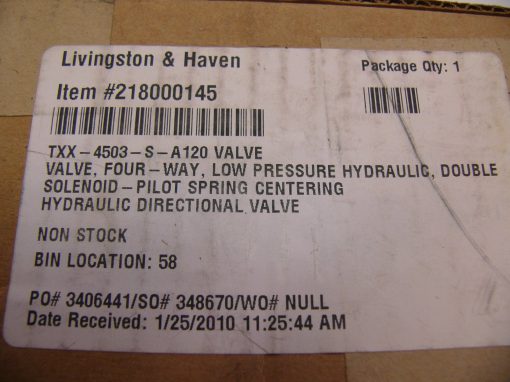 Livingston & Haven
Package Qty: 1
Item #218000145
TXX-4503-S-A120 VALVE
VALVE, FOUR-WAY, LOW PRESSURE HYDRAULIC, DOUBLE
SOLENOID-PILOT SPRING CENTERING
HYDRAULIC DIRECTIONAL VALVE
NON STOCK
BIN LOCATION: 58
PO# 3406441/SO# 348670/WO# NULL
Date Received: 1/25/2010 11:25:44 AM